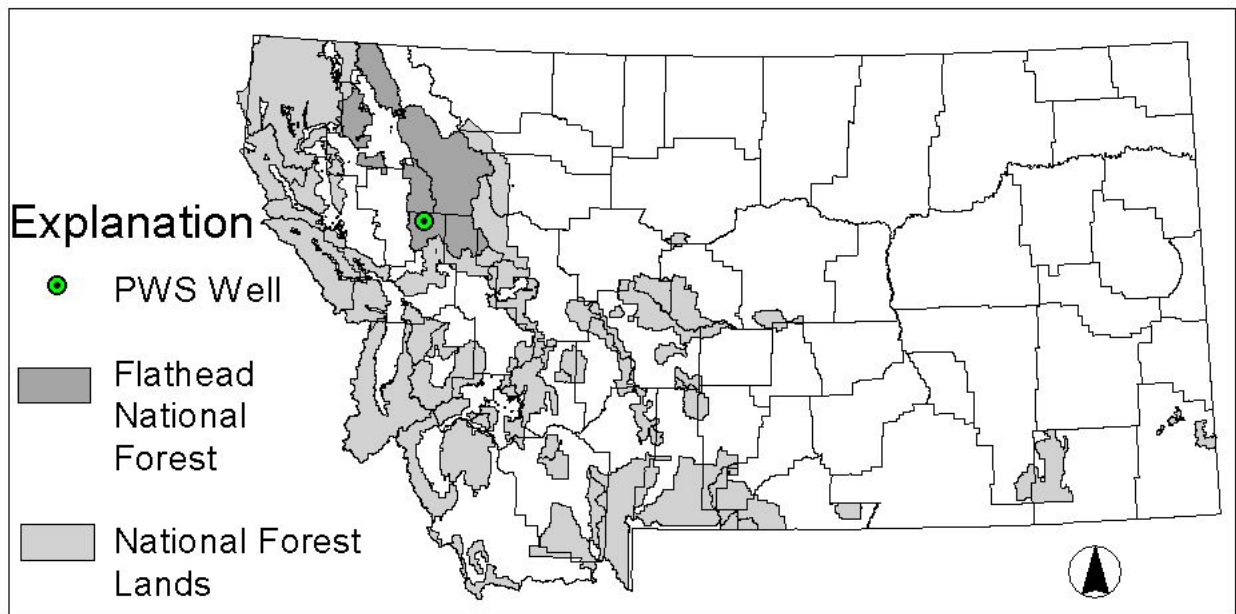 Explanation
PWS Well
Flathead
National
Forest
National Forest
Lands